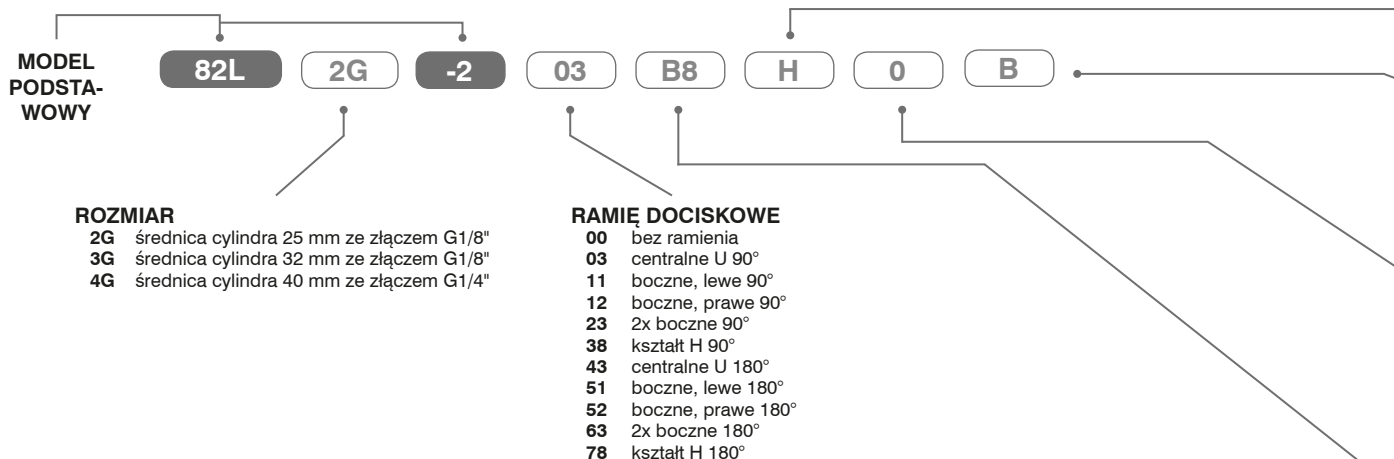 MODEL
PODSTA-
WOWY
82L 2G -2 03 B8 H 0 B
ROZMIAR
2G średnica cylindra 25 mm ze złączem G1/8"
3G średnica cylindra 32 mm ze złączem G1/8"
4G średnica cylindra 40 mm ze złączem G1/4"
RAMIĘ DOCISKOWE
00 bez ramienia
03 centralne U 90°
11 boczne, lewe 90°
12 boczne, prawe 90°
23 2x boczne 90°
38 kształt H 90°
43 centralne U 180°
51 boczne, lewe 180°
52 boczne, prawe 180°
63 2x boczne 180°
78 kształt H 180°